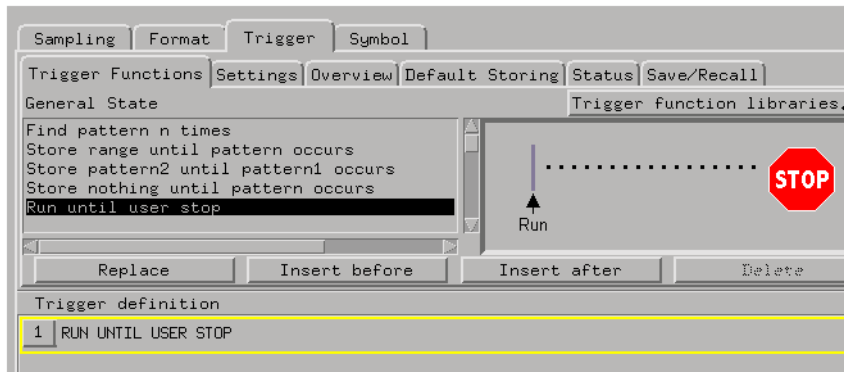 Sampling Format Trigger Symbol
Trigger Functions Settings Overview Default Storing Status Save/Recall
General State Trigger function libraries.
Find pattern n times
Store range until pattern occurs
Store pattern2 until pattern1 occurs
Store nothing until pattern occurs
Run until user stop
STOP
Run
Replace Insert before Insert after Delete
Trigger definition
1 RUN UNTIL USER STOP